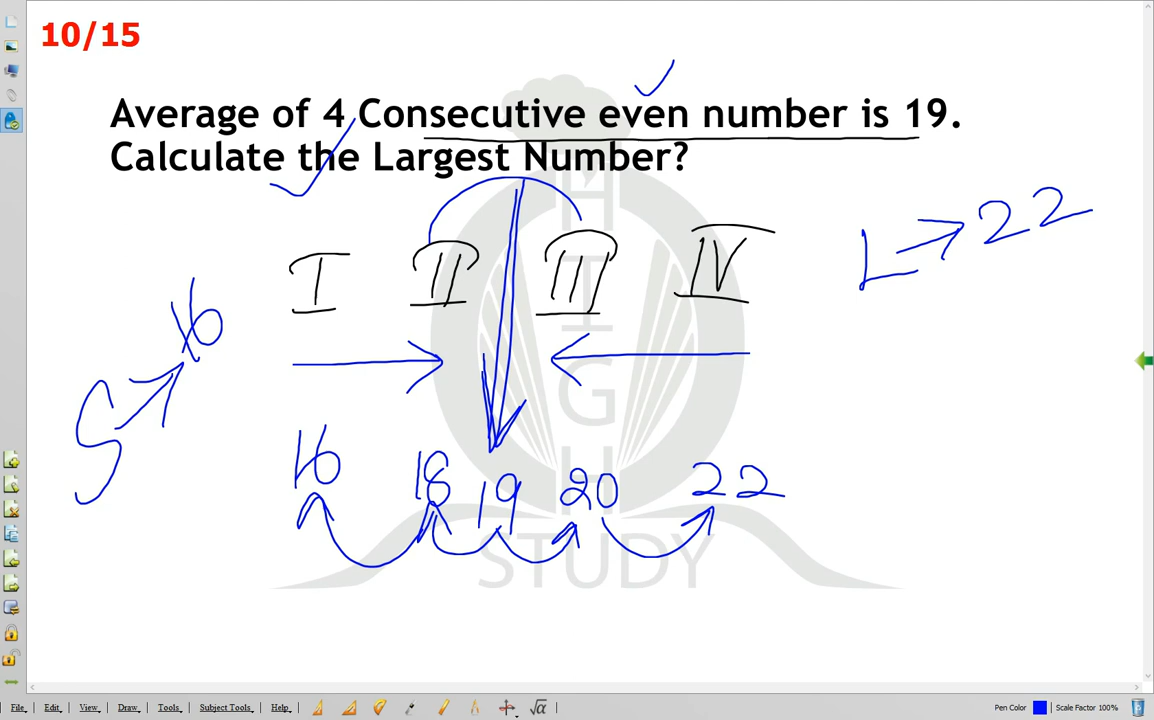 10/15
Average of 4 Consecutive even number is 19.
Calculate the Largest Number?
L → 22
I II III IV
S → 16
16 18 19 20 22
HTIGHT
STUDY
File, Edit, View, Draw, Tools, Subject Tools, Help,
√α
Pen Color Scale Factor 100%